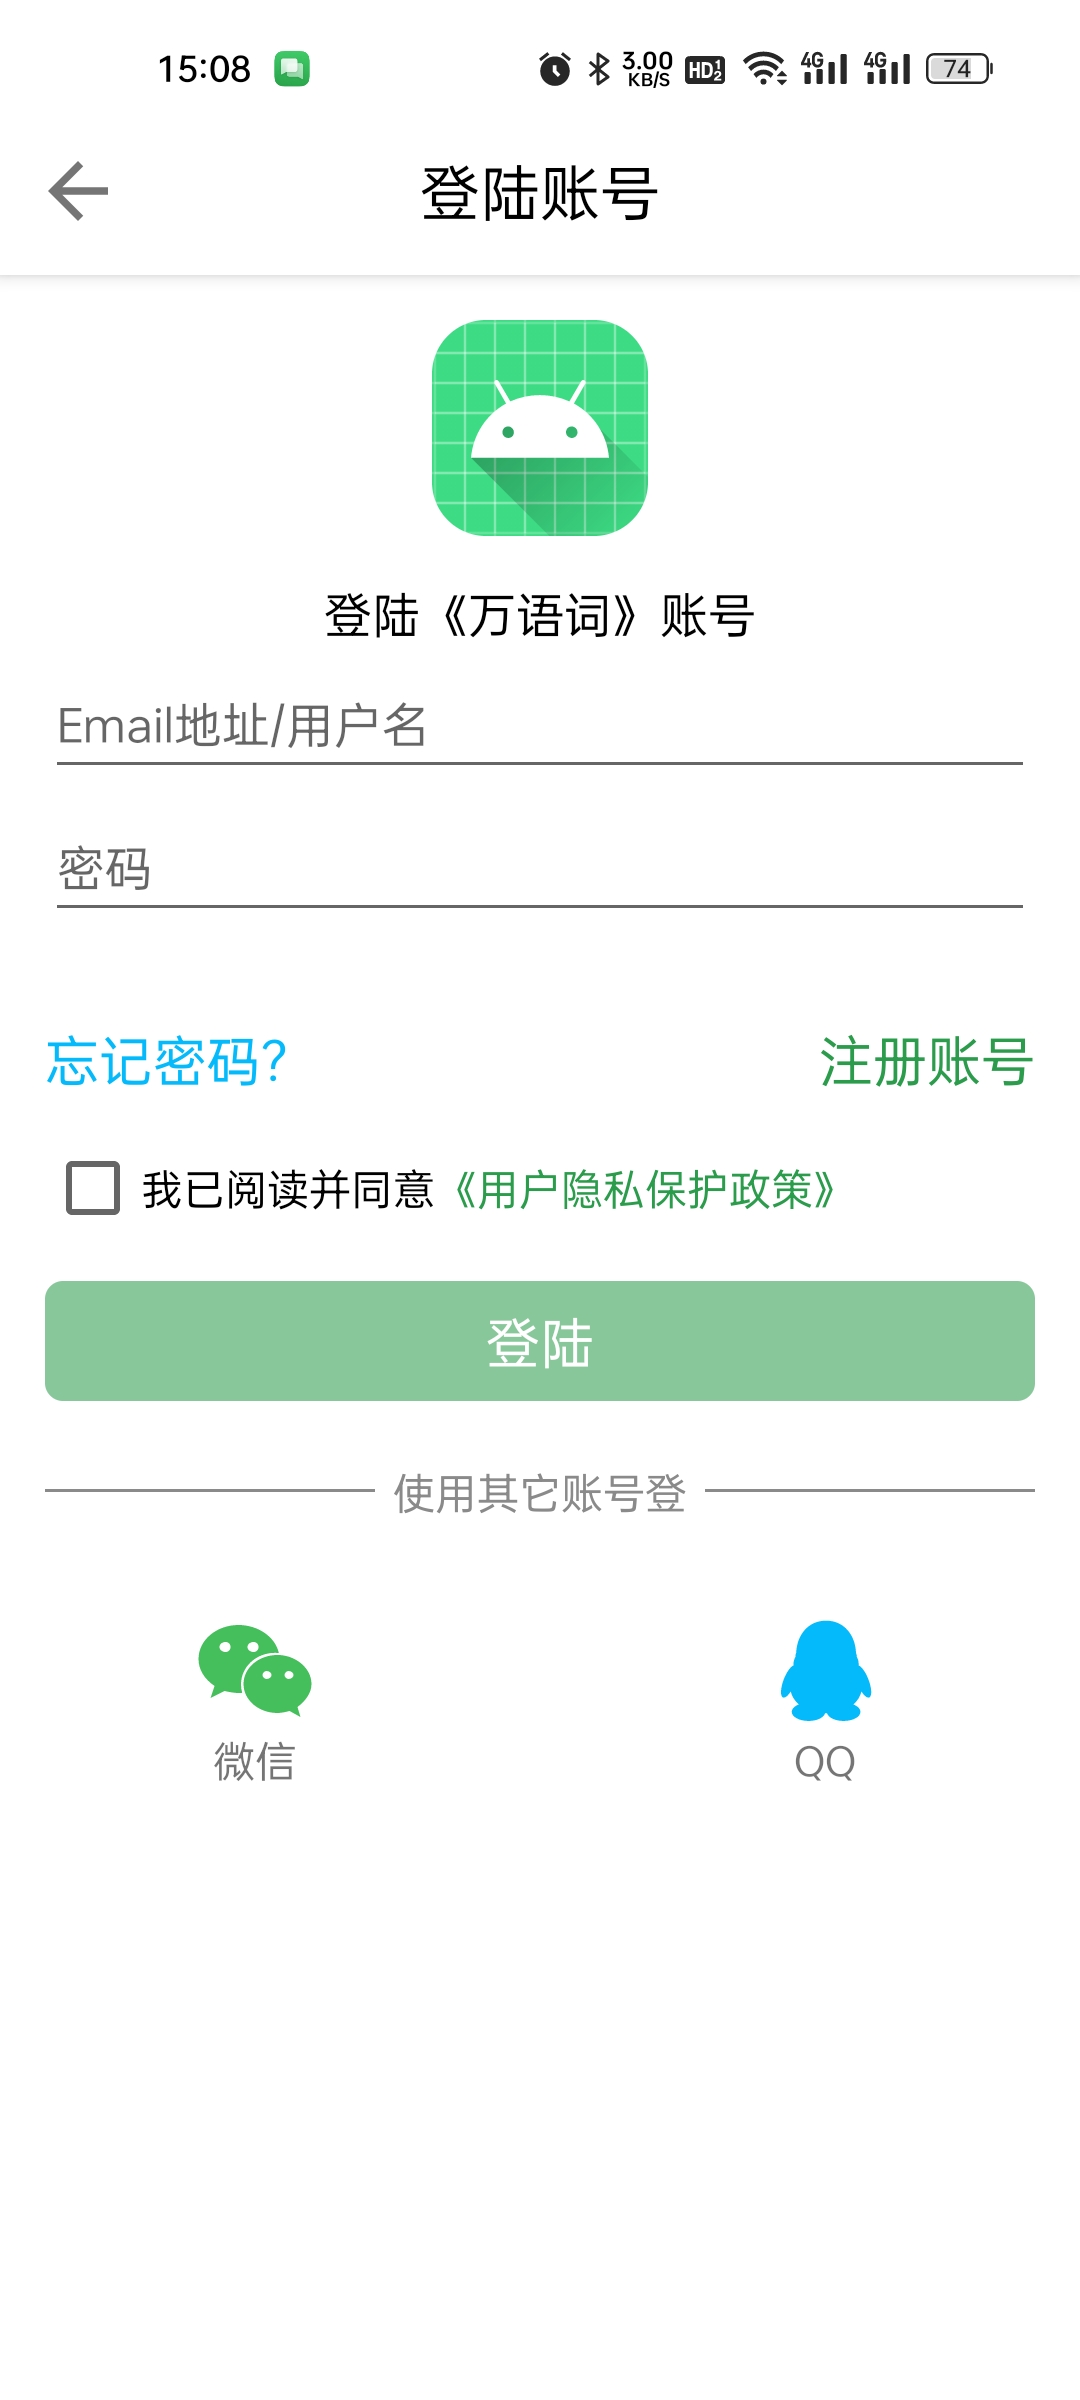 15:08 3.00 KB/S HD 1 2 4G 4G 74
登陆账号
登陆《万语词》账号
Email地址/用户名
密码
忘记密码? 注册账号
我已阅读并同意《用户隐私保护政策》
登陆
使用其它账号登
微信 QQ